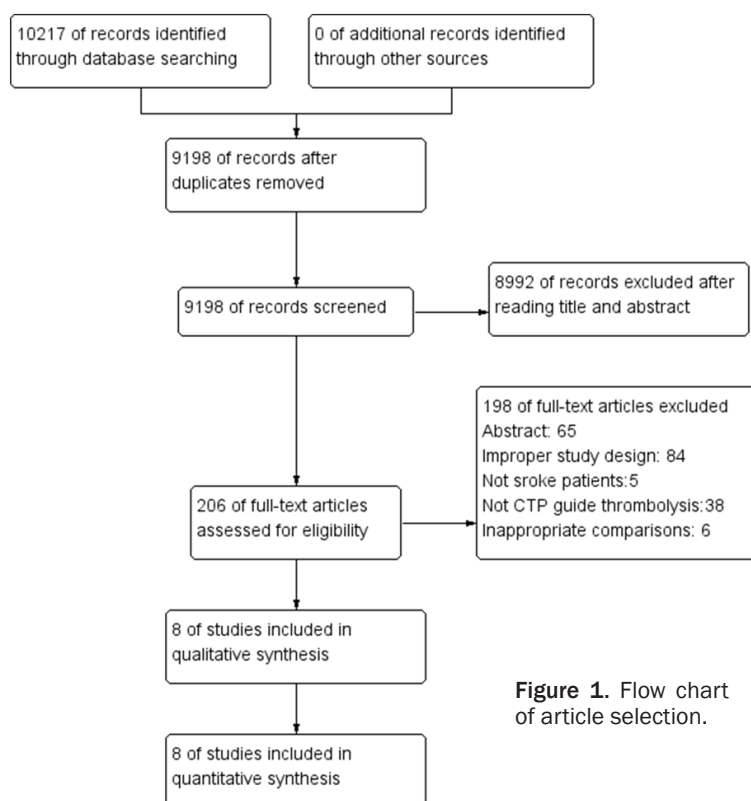 10217 of records identified
through database searching
0 of additional records identified
through other sources
9198 of records after
duplicates removed
9198 of records screened
8992 of records excluded after
reading title and abstract
206 of full-text articles
assessed for eligibility
198 of full-text articles excluded
Abstract: 65
Improper study design: 84
Not sroke patients:5
Not CTP guide thrombolysis:38
Inappropriate comparisons: 6
8 of studies included in
qualitative synthesis
8 of studies included in
quantitative synthesis
Figure 1. Flow chart
of article selection.